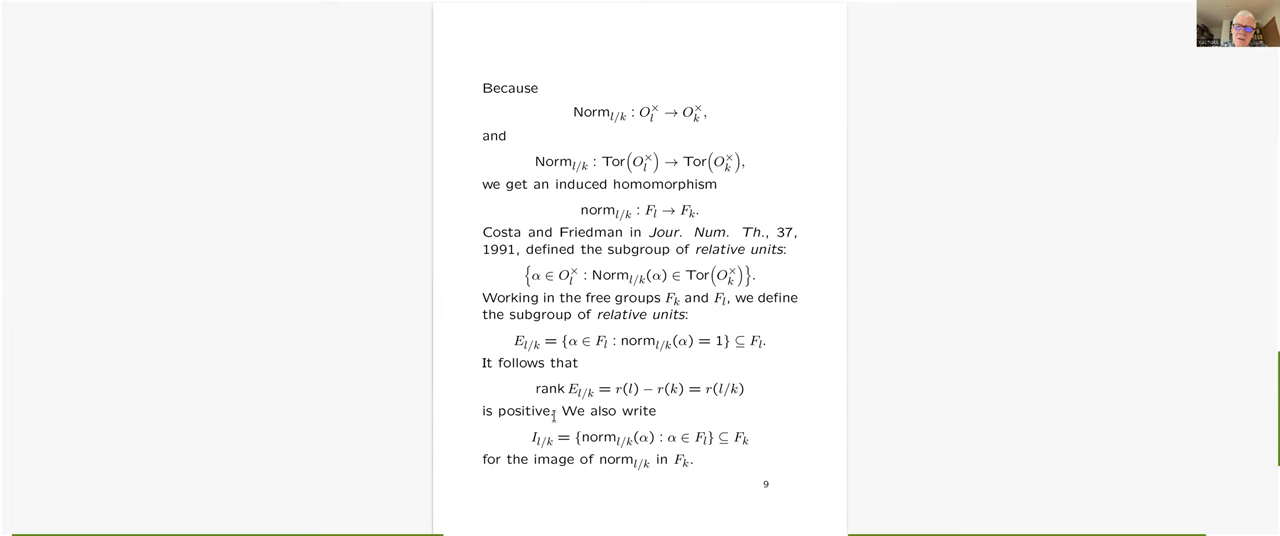 Because
Norm_{l/k} : O_l^× → O_k^×,
and
Norm_{l/k} : Tor(O_l^×) → Tor(O_k^×),
we get an induced homomorphism
norm_{l/k} : F_l → F_k.
Costa and Friedman in Jour. Num. Th., 37,
1991, defined the subgroup of relative units:
{α ∈ O_l^× : Norm_{l/k}(α) ∈ Tor(O_k^×)}.
Working in the free groups F_k and F_l, we define
the subgroup of relative units:
E_{l/k} = {α ∈ F_l : norm_{l/k}(α) = 1} ⊆ F_l.
It follows that
rank E_{l/k} = r(l) − r(k) = r(l/k)
is positive. We also write
I_{l/k} = {norm_{l/k}(α) : α ∈ F_l} ⊆ F_k
for the image of norm_{l/k} in F_k.
9